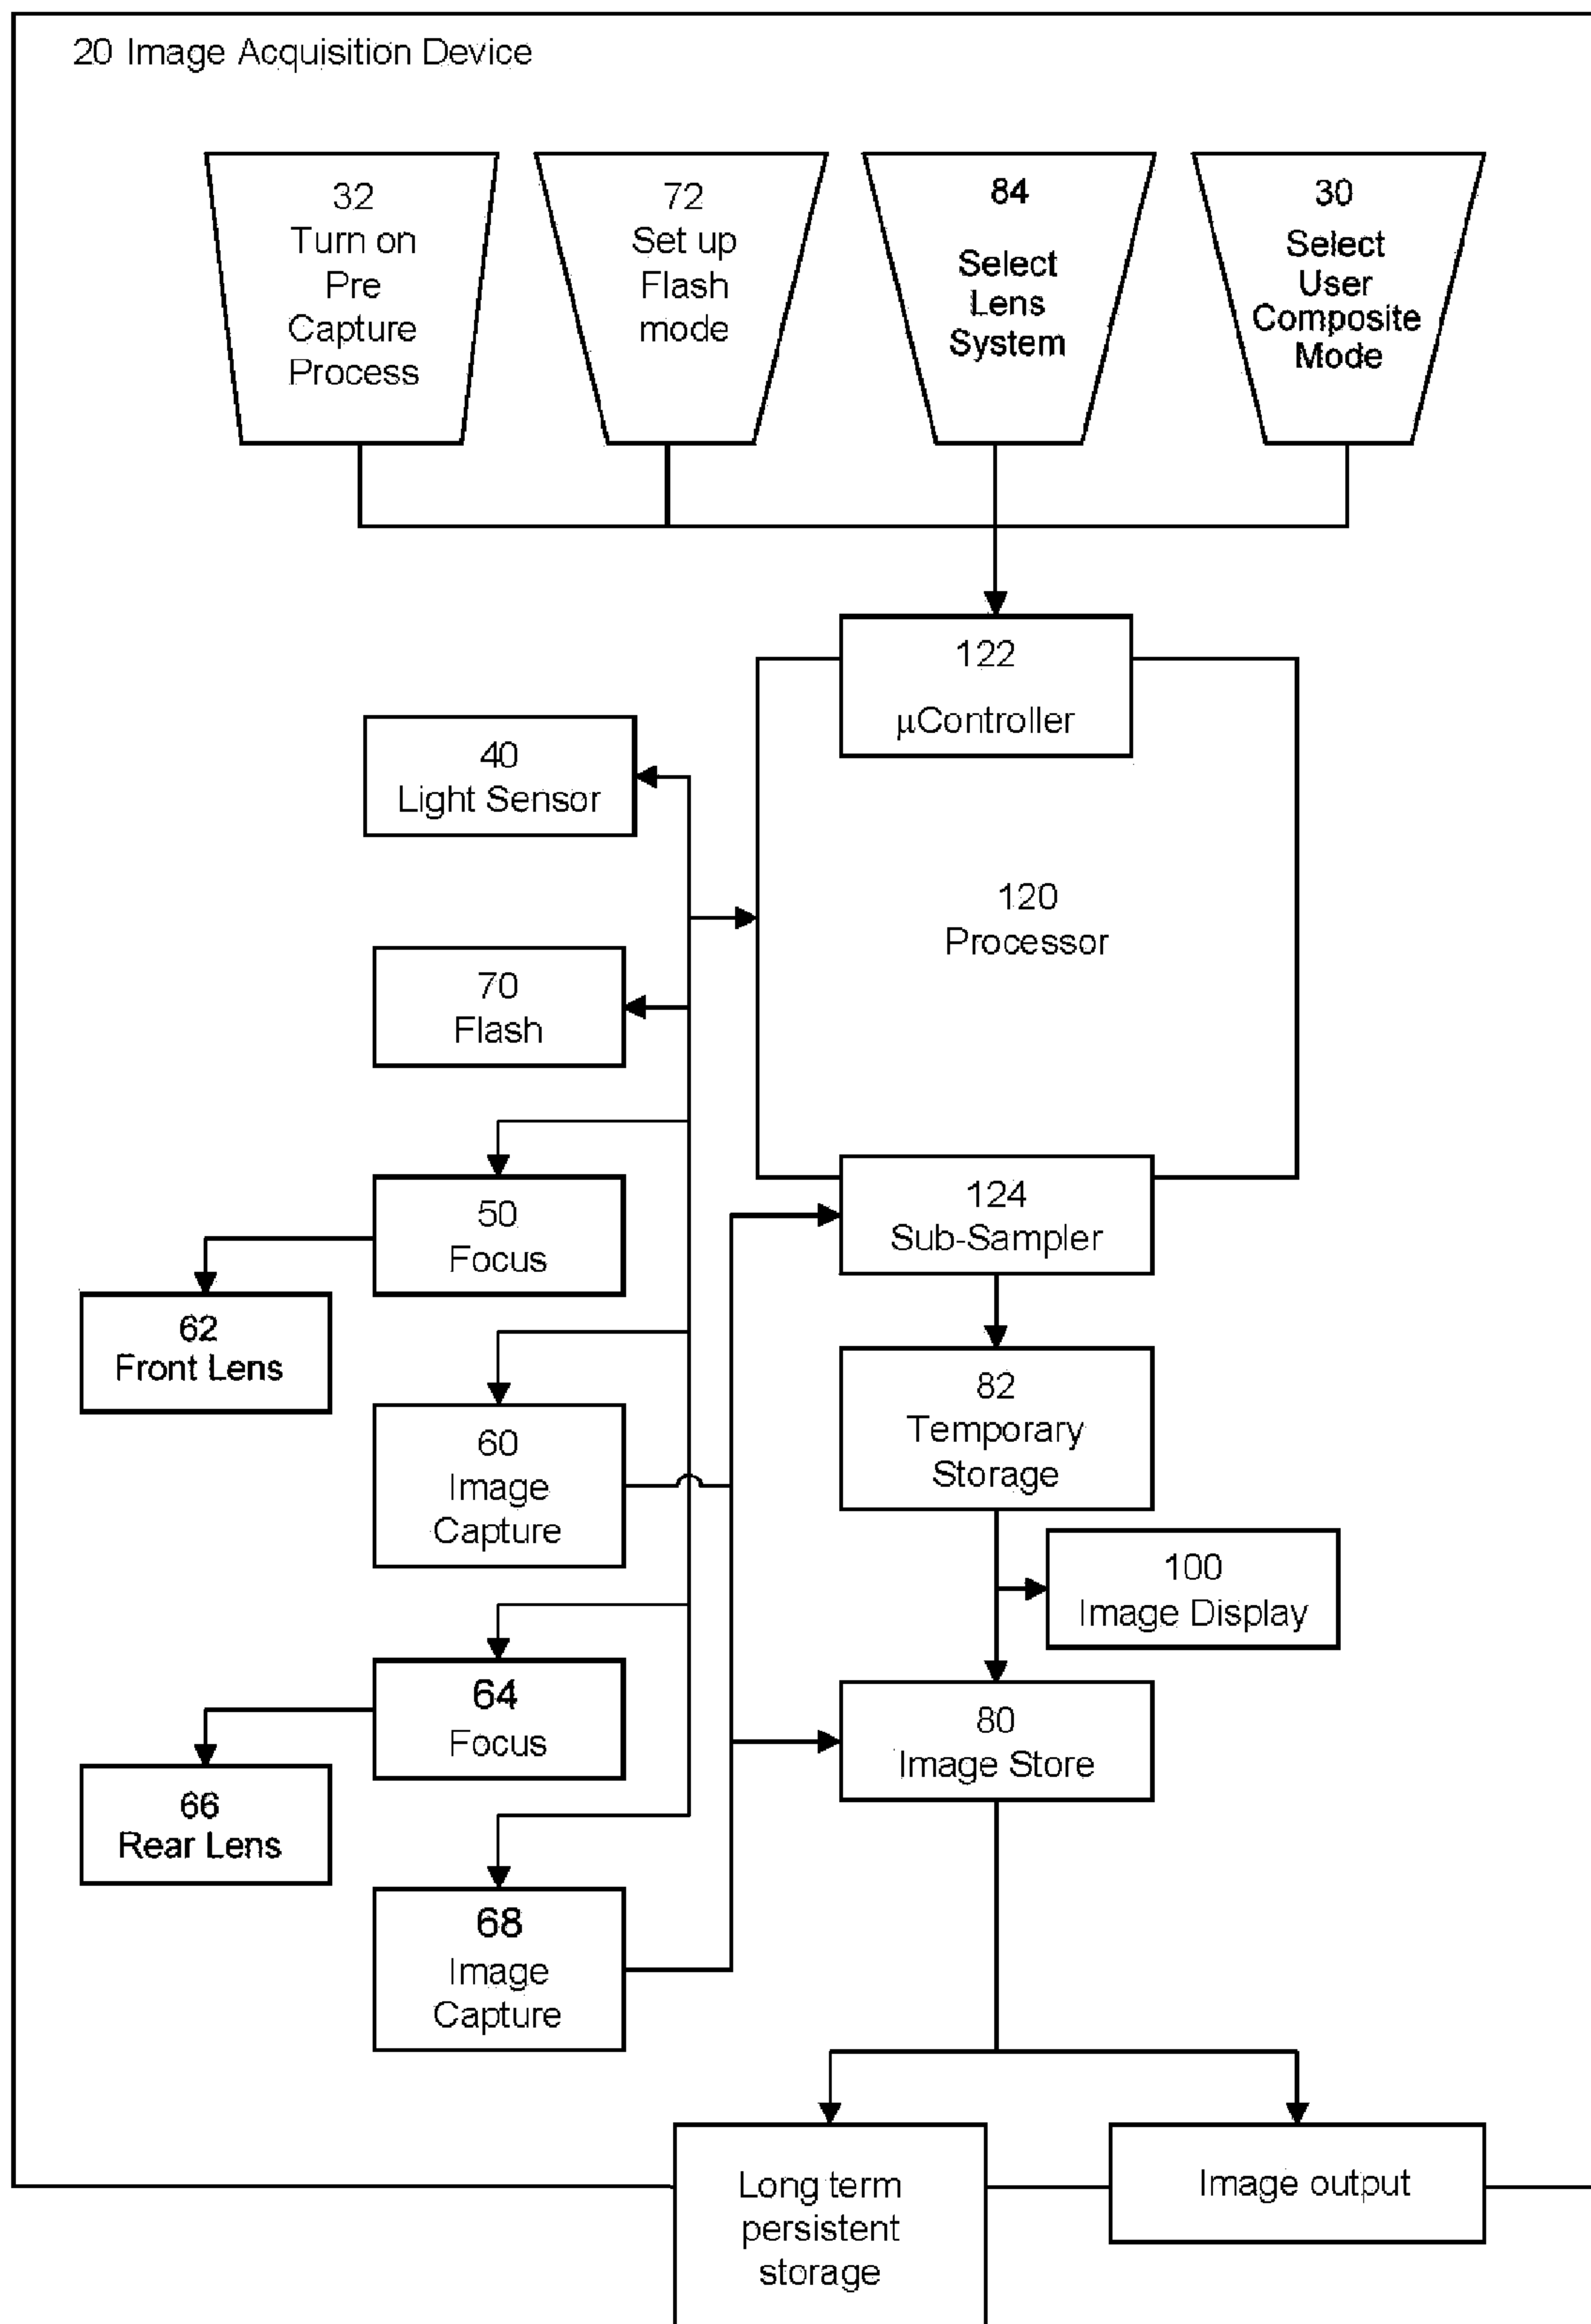 20 Image Acquisition Device
32
Turn on
Pre
Capture
Process
72
Set up
Flash
mode
84
Select
Lens
System
30
Select
User
Composite
Mode
122
µController
40
Light Sensor
120
Processor
70
Flash
124
Sub-Sampler
50
Focus
62
Front Lens
82
Temporary
Storage
60
Image
Capture
100
Image Display
64
Focus
80
Image Store
66
Rear Lens
68
Image
Capture
Long term
persistent
storage
Image output